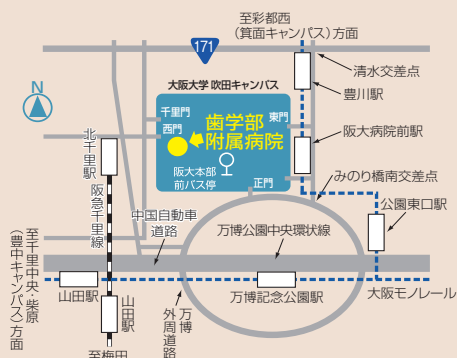 至彩都西
(箕面キャンパス)方面
171
清水交差点
大阪大学 吹田キャンパス
豊川駅
N
千里門
東門
西門
歯学部
附属病院
阪大病院前駅
北千里駅
阪大本部
前バス停
みのり橋南交差点
正門
阪急千里線
中国自動車
道路
公園東口駅
至千里中央・柴原
(豊中キャンパス)方面
万博公園中央環状線
山田駅
万博記念公園駅
大阪モノレール
山田駅
万博
外周道路
至梅田